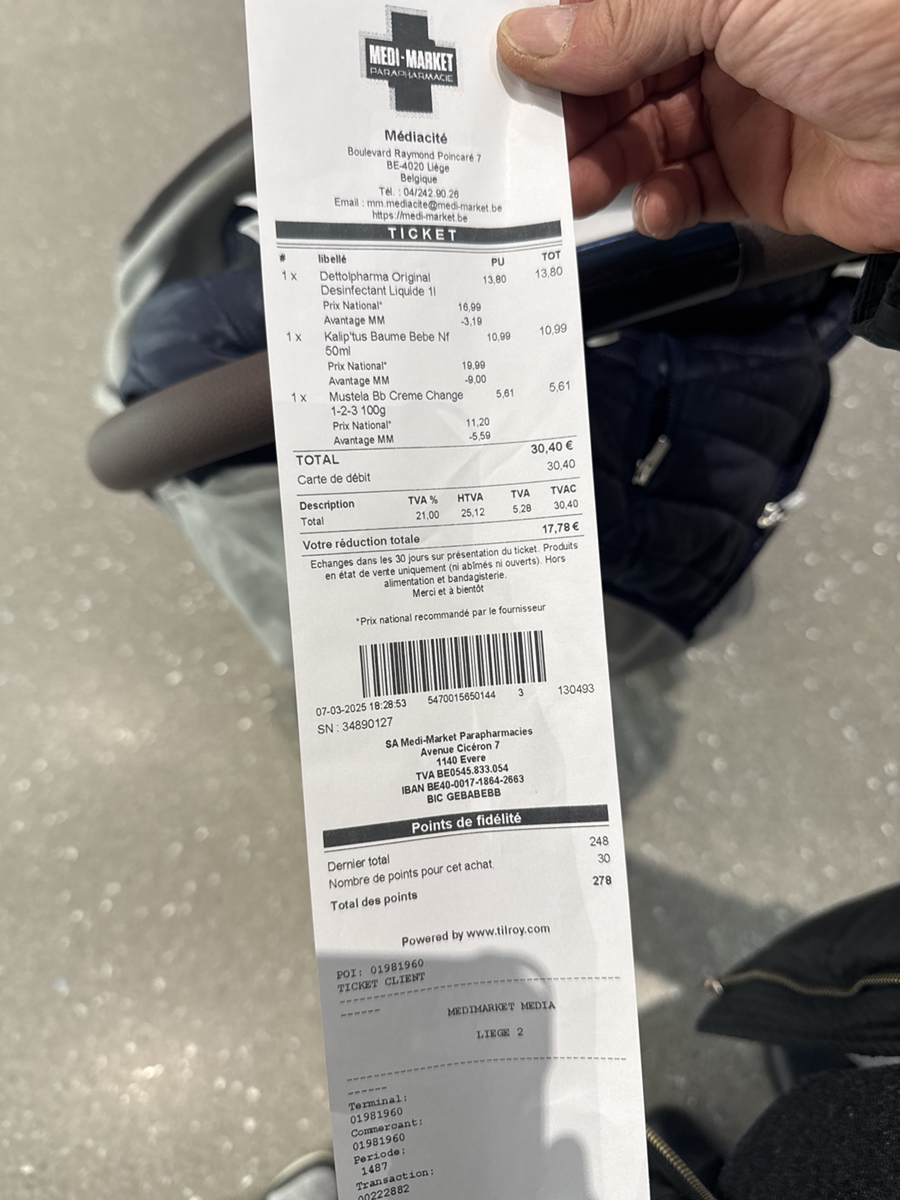 MEDI-MARKET
PARAPHARMACIE
Médiacité
Boulevard Raymond Poincaré 7
BE-4020 Liège
Belgique
Tél. : 04/242.90.26
Email : mm.mediacite@medi-market.be
https://medi-market.be
TICKET
# libellé PU TOT
1 x Dettolpharma Original 13,80 13,80
Desinfectant Liquide 1l
Prix National* 16,99
Avantage MM -3,19
1 x Kalip'tus Baume Bebe Nf 10,99 10,99
50ml
Prix National* 19,99
Avantage MM -9,00
1 x Mustela Bb Creme Change 5,61 5,61
1-2-3 100g
Prix National* 11,20
Avantage MM -5,59
TOTAL 30,40 €
Carte de débit 30,40
Description TVA % HTVA TVA TVAC
Total 21,00 25,12 5,28 30,40
Votre réduction totale 17,78 €
Echanges dans les 30 jours sur présentation du ticket. Produits
en état de vente uniquement (ni abîmés ni ouverts). Hors
alimentation et bandagisterie.
Merci et à bientôt
*Prix national recommandé par le fournisseur
07-03-2025 18:28:53 5470015650144 3 130493
SN : 34890127
SA Medi-Market Parapharmacies
Avenue Cicéron 7
1140 Evere
TVA BE0545.833.054
IBAN BE40-0017-1864-2663
BIC GEBABEBB
Points de fidélité
Dernier total 248
Nombre de points pour cet achat 30
Total des points 278
Powered by www.tilroy.com
POI: 01981960
TICKET CLIENT
MEDIMARKET MEDIA
LIEGE 2
Terminal:
01981960
Commercant:
01981960
Periode:
1487
Transaction:
00222882